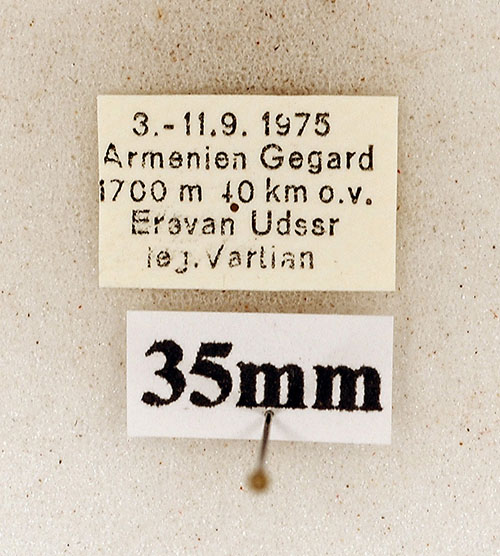 3.-11.9. 1975
Armenien Gegard
1700 m 40 km o.v.
Erevan Udssr
leg. Vartian
35mm